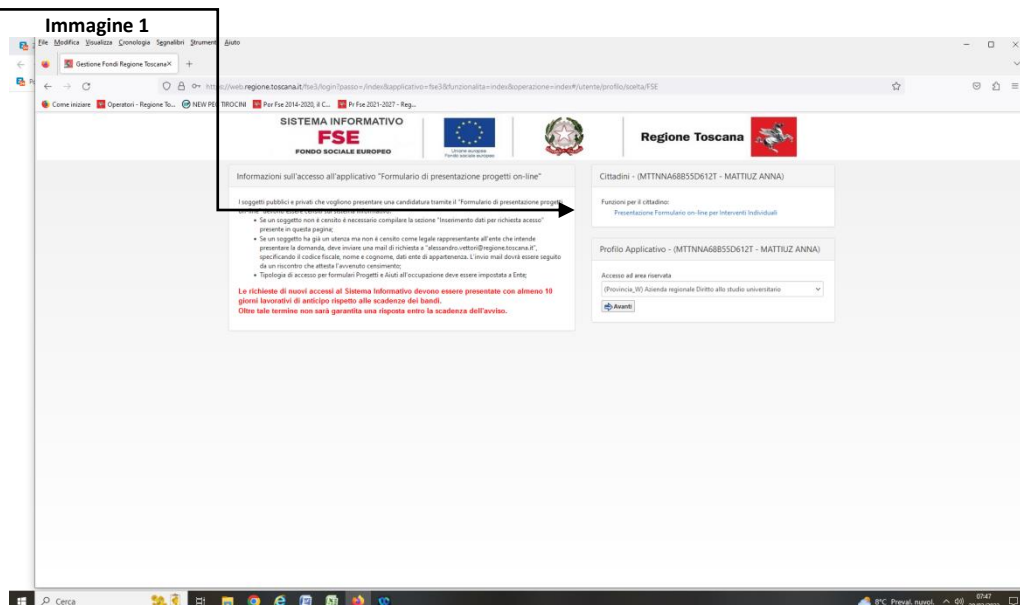 Immagine 1
File Modifica Visualizza Cronologia Segnalibri Strumenti Aiuto
Gestione Fondi Regione Toscana
web.regione.toscana.it/fse3/login?passo=/index&applicativo=fse3&funzionalita=index&operazione=index#/utente/profilo/scelta/FSE
Come iniziare Operatori - Regione To... NEW PEC TIROCINI Por Fse 2014-2020, il C... Pr Fse 2021-2027 - Reg...
SISTEMA INFORMATIVO
FSE
FONDO SOCIALE EUROPEO
Unione europea
Fondo sociale europeo
Regione Toscana
Informazioni sull'accesso all'applicativo "Formulario di presentazione progetti on-line"
I soggetti pubblici e privati che vogliono presentare una candidatura tramite il "Formulario di presentazione progetti
on-line" devono essere censiti sul sistema informativo:
• Se un soggetto non è censito è necessario compilare la sezione "Inserimento dati per richiesta acesso"
presente in questa pagina;
• Se un soggetto ha già un utenza ma non è censito come legale rappresentante all'ente che intende
presentare la domanda, deve inviare una mail di richiesta a "alessandro.vettori@regione.toscana.it",
specificando il codice fiscale, nome e cognome, dati ente di appartenenza. L'invio mail dovrà essere seguito
da un riscontro che attesta l'avvenuto censimento;
• Tipologia di accesso per formulari Progetti e Aiuti all'occupazione deve essere impostata a Ente;
Le richieste di nuovi accessi al Sistema Informativo devono essere presentate con almeno 10
giorni lavorativi di anticipo rispetto alle scadenze dei bandi.
Oltre tale termine non sarà garantita una risposta entro la scadenza dell'avviso.
Cittadini - (MTTNNA68B55D612T - MATTIUZ ANNA)
Funzioni per il cittadino:
Presentazione Formulario on-line per Interventi Individuali
Profilo Applicativo - (MTTNNA68B55D612T - MATTIUZ ANNA)
Accesso ad area riservata
(Provincia_W) Azienda regionale Diritto allo studio universitario
Avanti
Cerca
8°C Preval. nuvol.
07:47